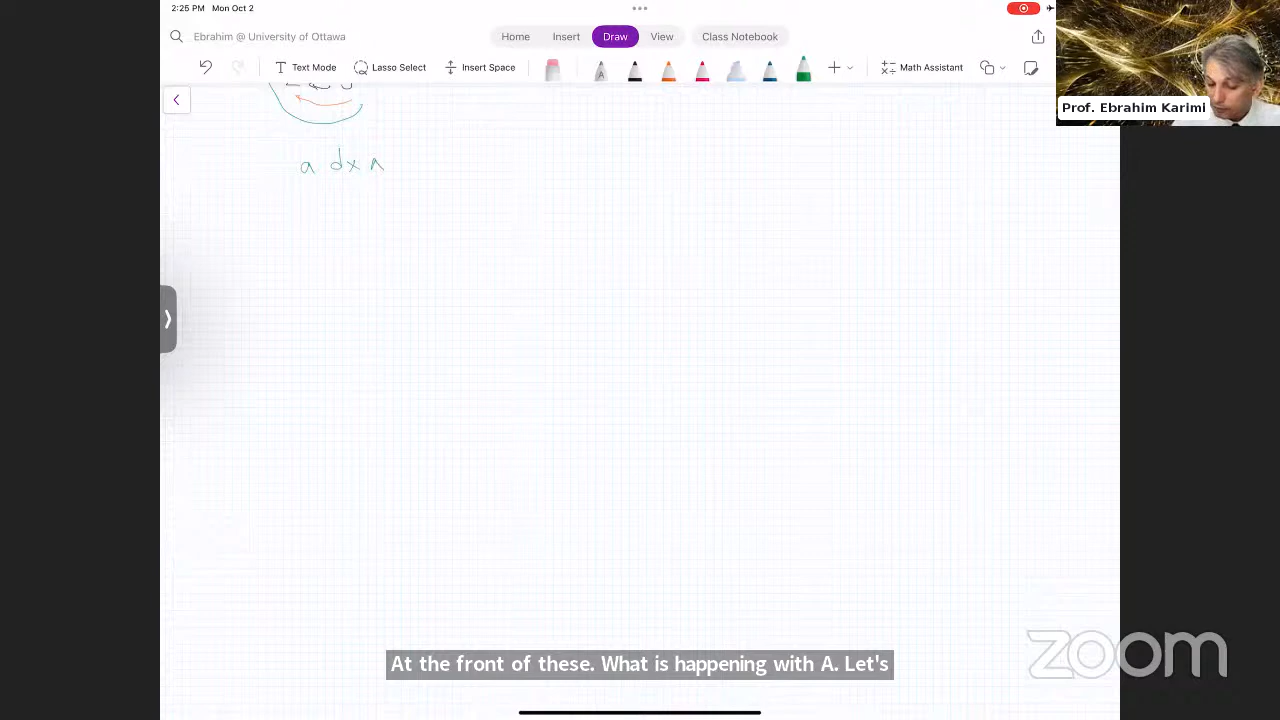 2:25 PM Mon Oct 2
Ebrahim @ University of Ottawa
Home Insert Draw View Class Notebook
Text Mode Lasso Select Insert Space Math Assistant
Prof. Ebrahim Karimi
a dx
At the front of these. What is happening with A. Let's
zoom